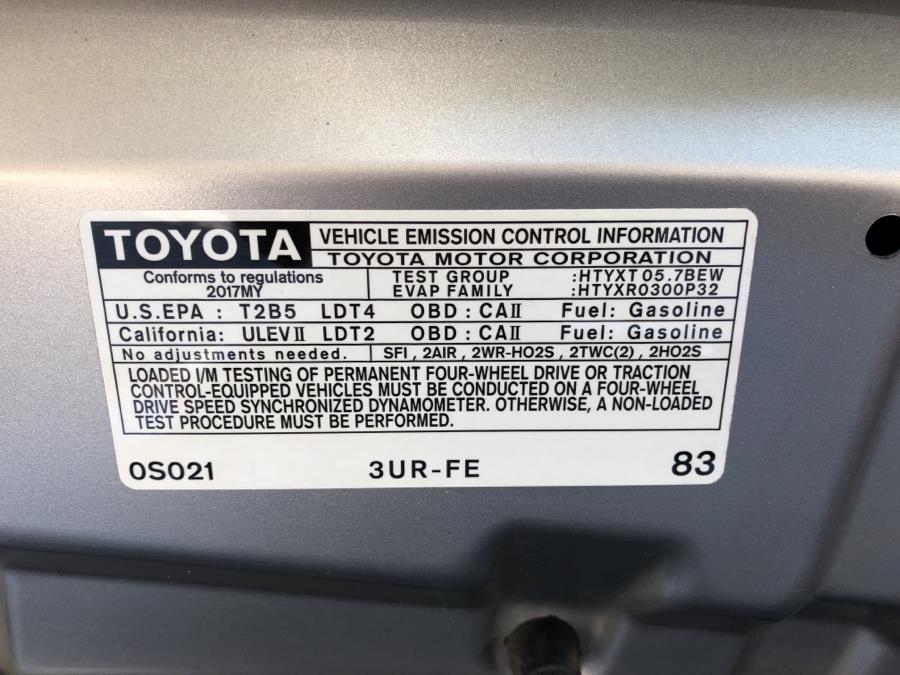 TOYOTA VEHICLE EMISSION CONTROL INFORMATION
TOYOTA MOTOR CORPORATION
Conforms to regulations
2017MY
TEST GROUP :HTYXT05.7BEW
EVAP FAMILY :HTYXR0300P32
U.S.EPA : T2B5 LDT4 OBD : CAⅡ Fuel: Gasoline
California: ULEVⅡ LDT2 OBD : CAⅡ Fuel: Gasoline
No adjustments needed. SFI , 2AIR , 2WR-HO2S , 2TWC(2) , 2HO2S
LOADED I/M TESTING OF PERMANENT FOUR-WHEEL DRIVE OR TRACTION
CONTROL-EQUIPPED VEHICLES MUST BE CONDUCTED ON A FOUR-WHEEL
DRIVE SPEED SYNCHRONIZED DYNAMOMETER. OTHERWISE, A NON-LOADED
TEST PROCEDURE MUST BE PERFORMED.
0S021 3UR-FE 83